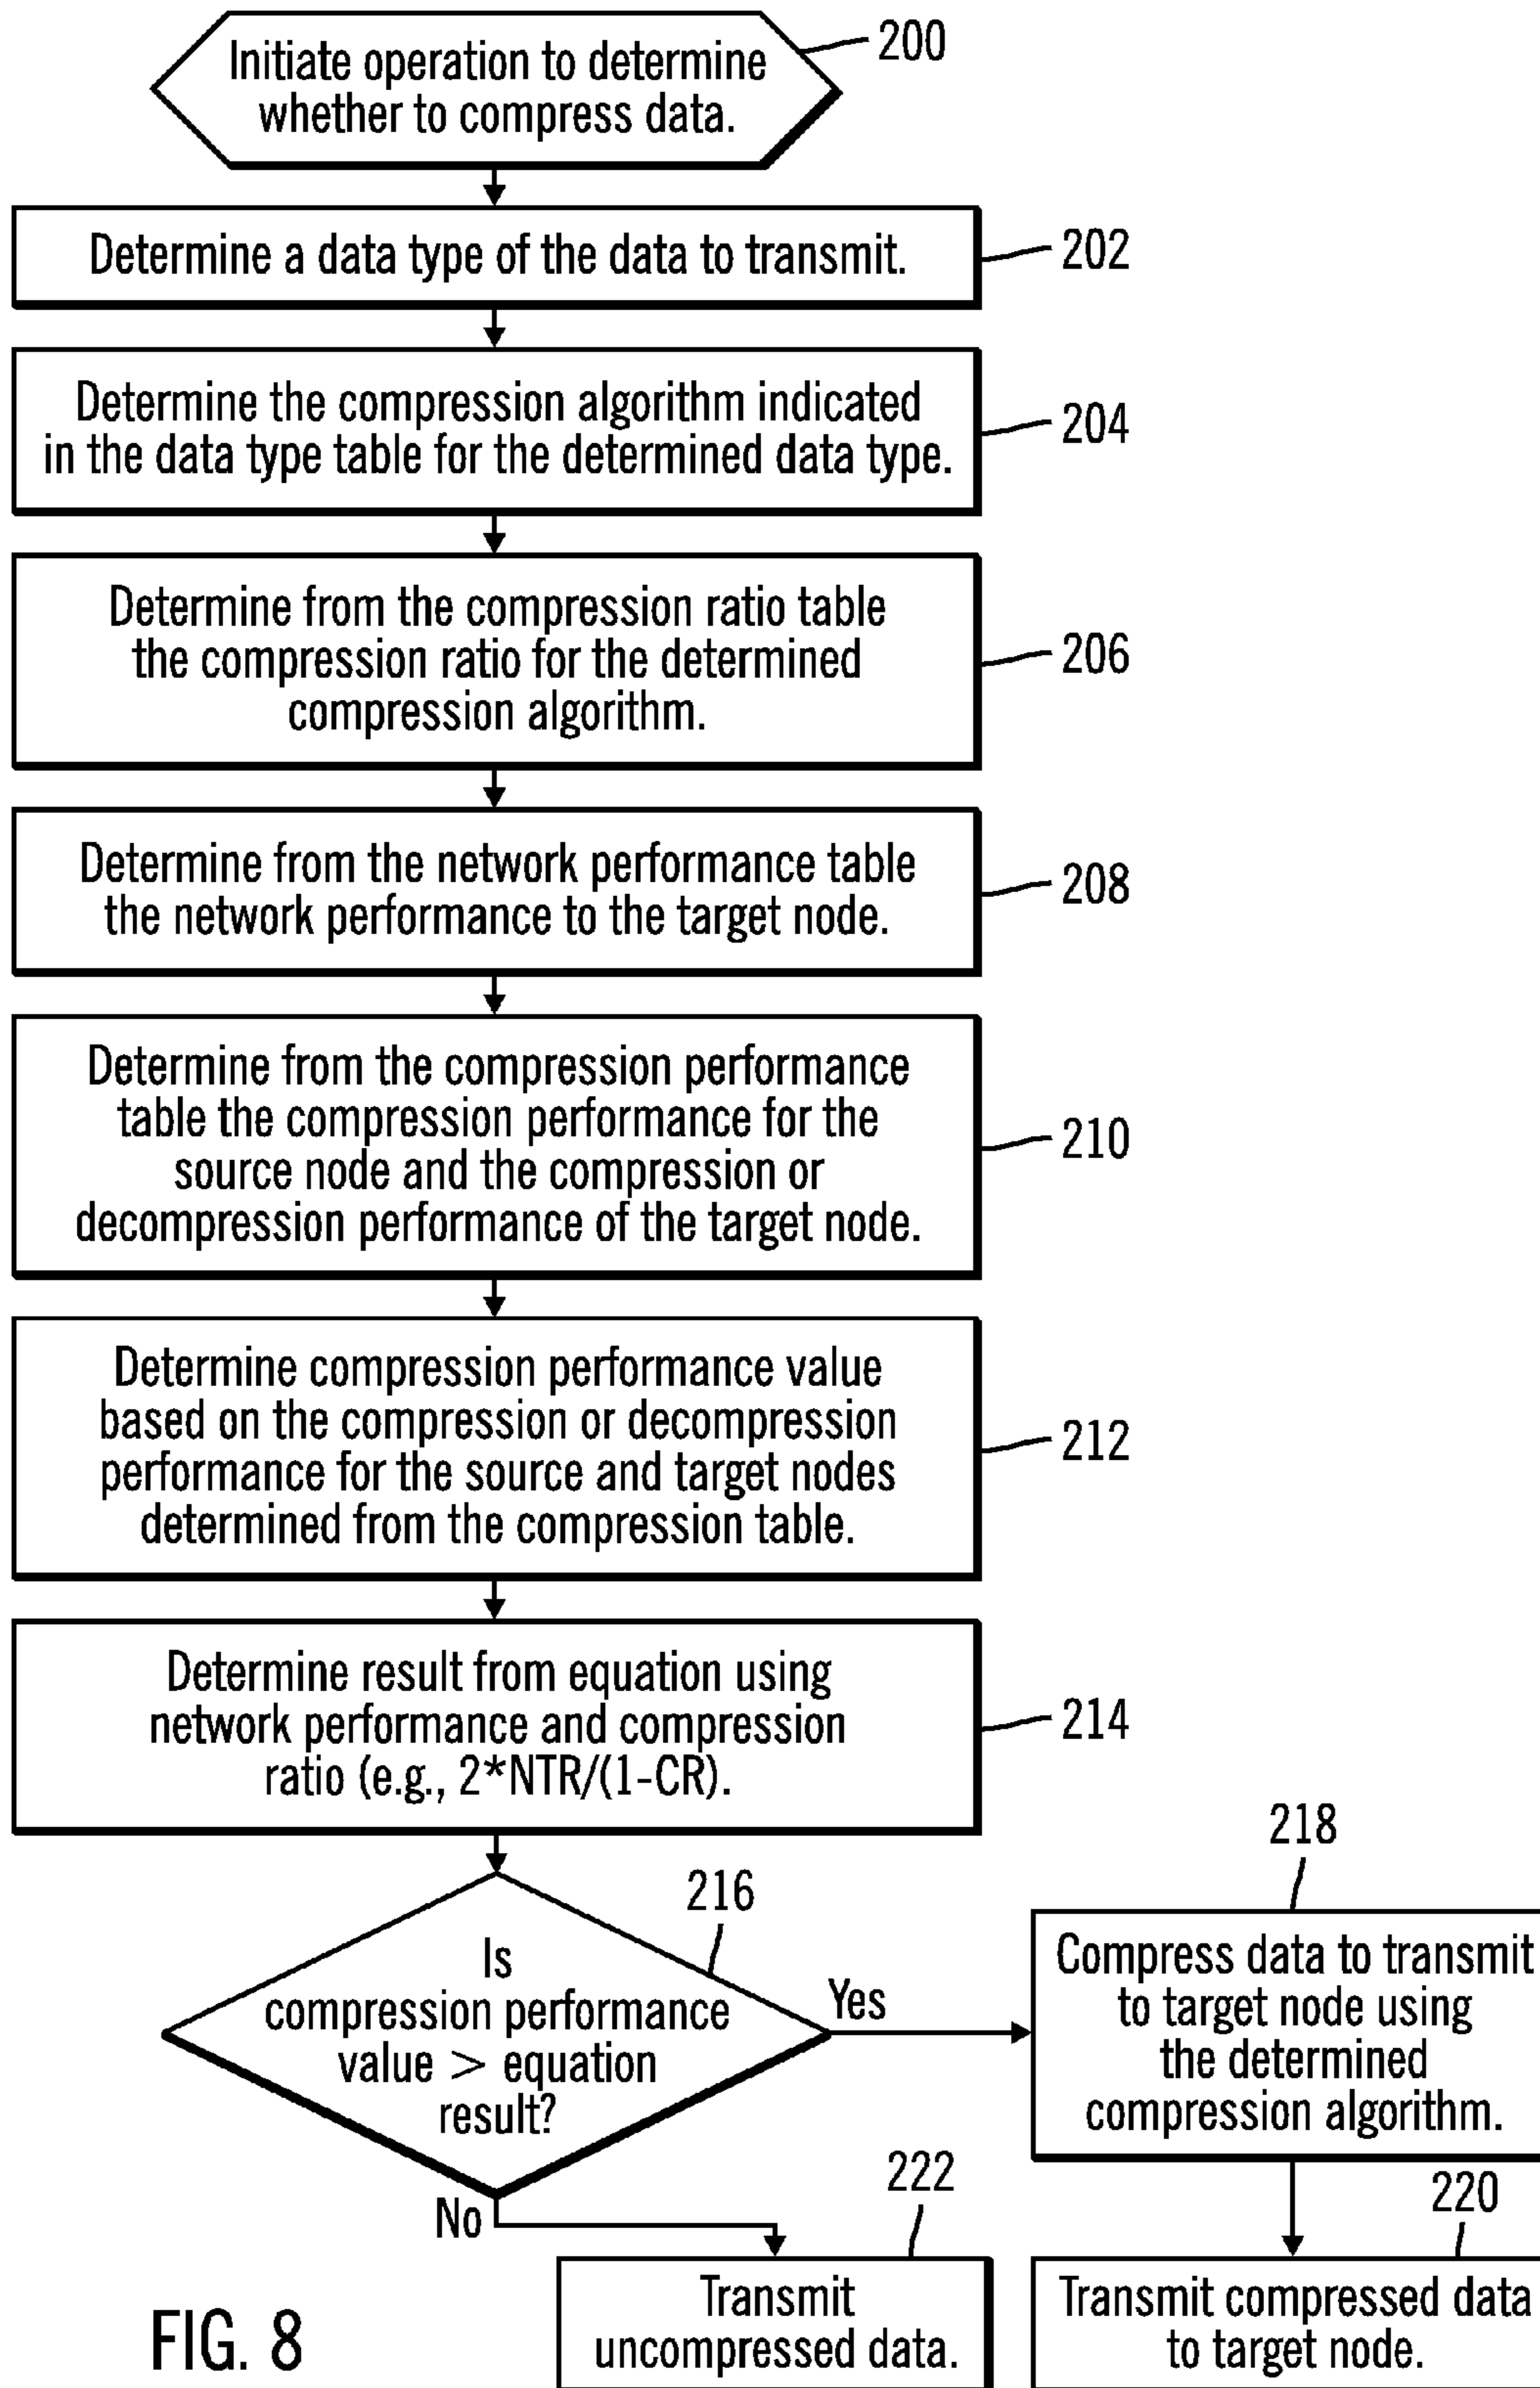 Initiate operation to determine
whether to compress data.
200
Determine a data type of the data to transmit.
202
Determine the compression algorithm indicated
in the data type table for the determined data type.
204
Determine from the compression ratio table
the compression ratio for the determined
compression algorithm.
206
Determine from the network performance table
the network performance to the target node.
208
Determine from the compression performance
table the compression performance for the
source node and the compression or
decompression performance of the target node.
210
Determine compression performance value
based on the compression or decompression
performance for the source and target nodes
determined from the compression table.
212
Determine result from equation using
network performance and compression
ratio (e.g., 2*NTR/(1-CR).
214
216
Is
compression performance
value > equation
result?
Yes
218
Compress data to transmit
to target node using
the determined
compression algorithm.
No
222
Transmit
uncompressed data.
220
Transmit compressed data
to target node.
FIG. 8